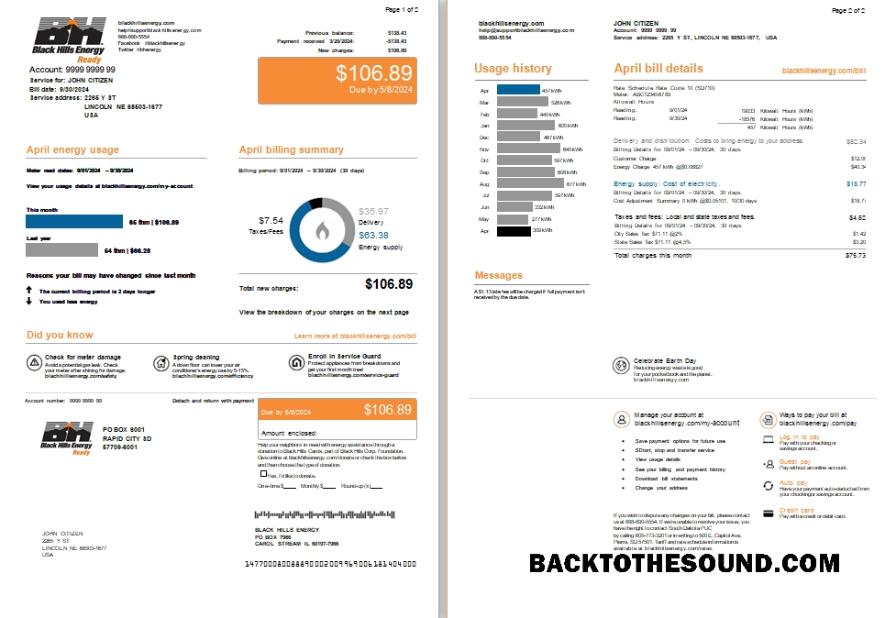 Page 1 of 2
BH
Black Hills Energy
Ready
blackhillsenergy.com
help@supportblackhillsenergy.com
Facebook @blackhillsenergy
Twitter @bhenergy
Previous balance: $138.43
Payment received 3/20/2024: -$138.43
New charges: $106.89
$106.89
Due by 5/8/2024
Account: 9999 9999 99
Service for: JOHN CITIZEN
Bill date: 9/30/2024
Service address: 2265 Y ST
LINCOLN NE 68503-1677
USA
April energy usage
Meter read dates: 9/01/2024 – 9/30/2024
View your usage details at blackhillsenergy.com/my-account
This month
65 thm | $106.89
Last year
54 thm | $66.28
Reasons your bill may have changed since last month
The current billing period is 2 days longer
You used less energy
April billing summary
Billing period: 9/01/2024 – 9/30/2024 (30 days)
$7.54
Taxes/Fees
$35.97
Delivery
$63.38
Energy supply
Total new charges: $106.89
View the breakdown of your charges on the next page
Did you know
Learn more at blackhillsenergy.com/bill
Check for meter damage
Avoid a potential gas leak. Check
your meter after shining for damage.
blackhillsenergy.com/safety
Spring cleaning
A down floor can lower your air
conditioner's energy use by 5-15%.
blackhillsenergy.com/efficiency
Enroll in Service Guard
Protect appliances from breakdowns and
get your first month free!
blackhillsenergy.com/service-guard
Account number: 9999 9999 99
Detach and return with payment
Due by 5/8/2024 $106.89
Amount enclosed:
BH
Black Hills Energy
Ready
PO BOX 6001
RAPID CITY SD
57709-6001
Help your neighbors in need with energy assistance through a
donation to Black Hills Cards, part of Black Hills Corp. Foundation.
Give online at blackhillsenergy.com/donate or check the box below
and then choose the type of donation.
Yes, I'd like to donate.
One-time $____ Monthly $____ Round-up (x)____
BLACK HILLS ENERGY
PO BOX 7966
CAROL STREAM IL 60197-7966
JOHN CITIZEN
2265 Y ST
LINCOLN NE 68503-1677
USA
Page 2 of 2
blackhillsenergy.com
help@supportblackhillsenergy.com
888-890-5554
JOHN CITIZEN
Account: 9999 9999 99
Service address: 2265 Y ST, LINCOLN NE 68503-1677, USA
Usage history
Apr 457 kWh
Mar 528 kWh
Feb 446 kWh
Jan 600 kWh
Dec 467 kWh
Nov 646 kWh
Oct 597 kWh
Sep 608 kWh
Aug 677 kWh
Jul 597 kWh
Jun 332 kWh
May 277 kWh
Apr 303 kWh
Messages
A $1.13 late fee will be charged if full payment isn't
received by the due date.
April bill details
blackhillsenergy.com/bill
Rate Schedule Rate Code 10 (SD710)
Meter: ABC123456789
Kilowatt Hours
Reading: 9/01/24 19033 Kilowatt Hours (kWh)
Reading: 9/30/24 -18576 Kilowatt Hours (kWh)
457 Kilowatt Hours (kWh)
Delivery and distribution: Costs to bring energy to your address. $52.34
Billing Details for 09/01/24 –09/30/24, 30 days.
Customer Charge $12.00
Energy Charge 457 kWh @$0.08827 $40.34
Energy supply: Cost of electricity. $18.77
Billing Details for 09/01/24 –09/30/24, 30 days.
Cost Adjustment Summary 0 kWh @$0.05101, 10/30 days $18.77
Taxes and fees: Local and state taxes and fees. $4.62
Billing Details for 09/01/24 –09/30/24, 30 days.
City Sales Tax $71.11 @2% $1.42
State Sales Tax $71.11 @4.5% $3.20
Total charges this month $75.73
Celebrate Earth Day
Reducing energy waste is good
for your pocketbook and the planet.
blackhillsenergy.com
Manage your account at
blackhillsenergy.com/my-account
Save payment options for future use
SDtart, stop and transfer service
View usage details
See your billing and payment history
Download bill statements
Change your address
Ways to pay your bill at
blackhillsenergy.com/pay
Log in to pay
Pay with your checking or
savings account.
Guest pay
Pay without an online account.
Auto pay
Have your payment auto-deducted from
your checking or savings account.
Credit card
Pay with a credit or debit card.
If you wish to dispute any charges on your bill, please contact
us at 888-890-5554. If we're unable to resolve your issue, you
have the right to contact South Dakota PUC
by calling 605-773-3201 or in writing to 500 E. Capitol Ave,
Pierre, SD 57501. Tariff and rate schedule information is
available at blackhillsenergy.com/rates.
BACKTOTHESOUND.COM